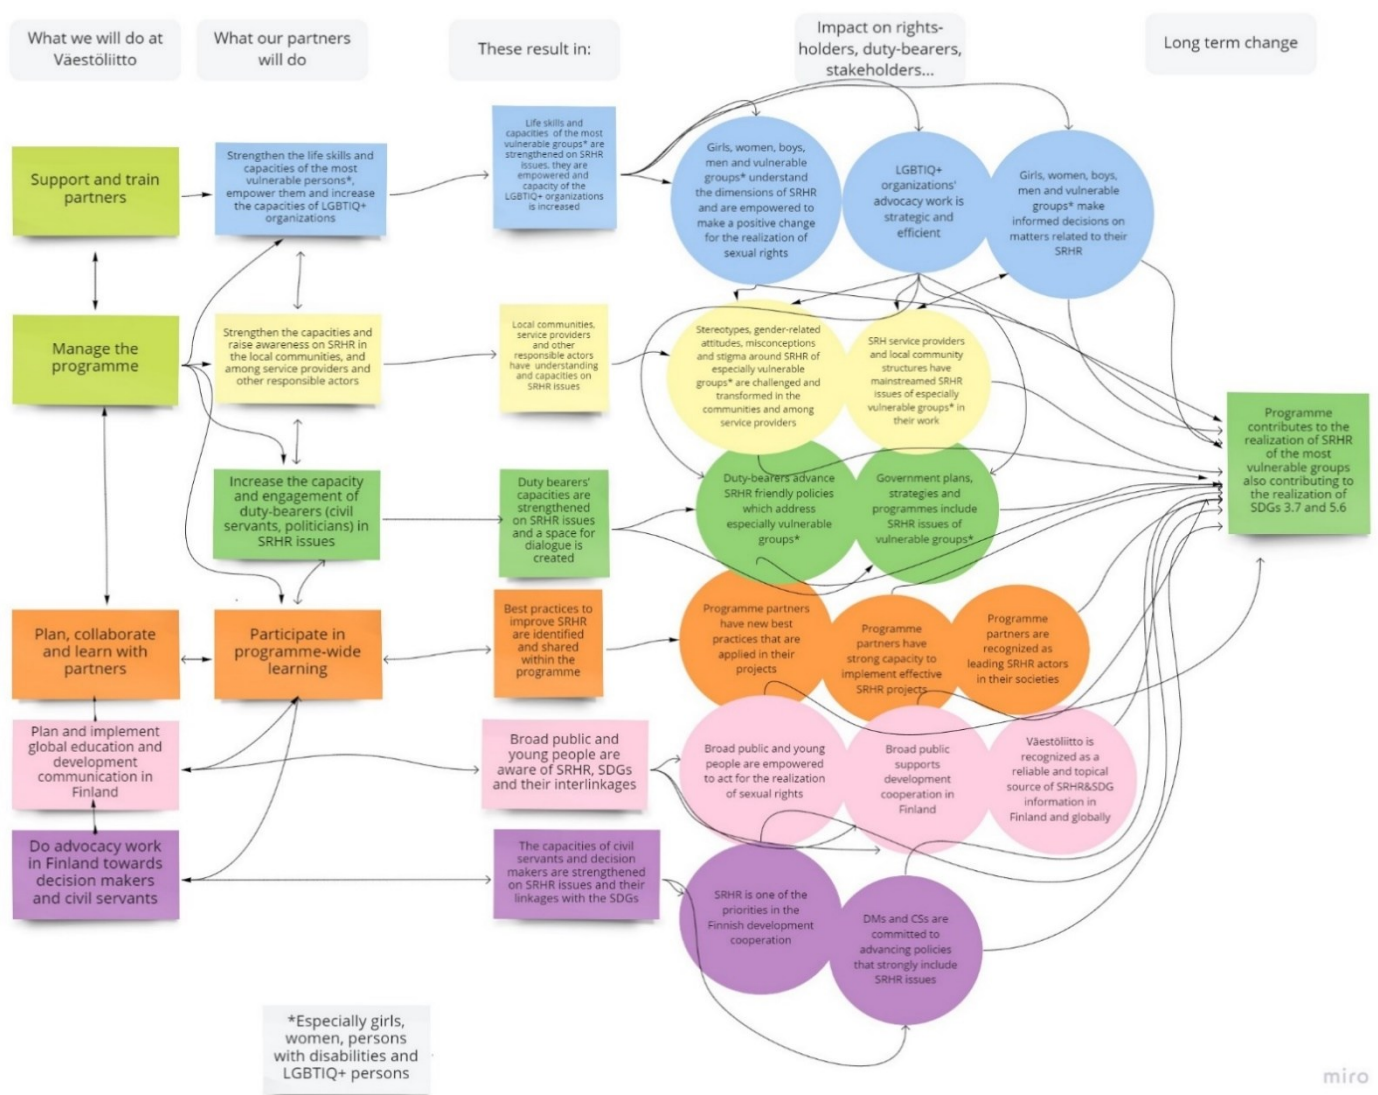 What we will do at
Väestöliitto
What our partners
will do
These result in:
Impact on rights-
holders, duty-bearers,
stakeholders...
Long term change
Support and train
partners
Strengthen the life skills and
capacities of the most
vulnerable persons*,
empower them and increase
the capacities of LGBTIQ+
organizations
Life skills and
capacities of the most
vulnerable groups* are
strengthened on SRHR
issues, they are
empowered and
capacity of the
LGBTIQ+ organizations
is increased
Girls, women, boys,
men and vulnerable
groups* understand
the dimensions of SRHR
and are empowered to
make a positive change
for the realization of
sexual rights
LGBTIQ+
organizations'
advocacy work is
strategic and
efficient
Girls, women, boys,
men and vulnerable
groups* make
informed decisions on
matters related to their
SRHR
Manage the
programme
Strengthen the capacities and
raise awareness on SRHR in
the local communities, and
among service providers and
other responsible actors
Local communities,
service providers
and other
responsible actors
have understanding
and capacities on
SRHR issues
Stereotypes, gender-related
attitudes, misconceptions
and stigma around SRHR of
especially vulnerable
groups* are challenged and
transformed in the
communities and among
service providers
SRH service providers
and local community
structures have
mainstreamed SRHR
issues of especially
vulnerable groups* in
their work
Programme
contributes to the
realization of SRHR
of the most
vulnerable groups
also contributing to
the realization of
SDGs 3.7 and 5.6
Increase the capacity
and engagement of
duty-bearers (civil
servants, politicians) in
SRHR issues
Duty bearers'
capacities are
strengthened
on SRHR issues
and a space for
dialogue is
created
Duty-bearers advance
SRHR friendly policies
which address
especially vulnerable
groups*
Government plans,
strategies and
programmes include
SRHR issues of
vulnerable groups*
Plan, collaborate
and learn with
partners
Participate in
programme-wide
learning
Best practices to
improve SRHR
are identified
and shared
within the
programme
Programme partners
have new best
practices that are
applied in their
projects
Programme
partners have
strong capacity to
implement effective
SRHR projects
Programme
partners are
recognized as
leading SRHR actors
in their societies
Plan and implement
global education and
development
communication in
Finland
Broad public and
young people are
aware of SRHR, SDGs
and their interlinkages
Broad public and young
people are empowered
to act for the realization
of sexual rights
Broad public
supports
development
cooperation in
Finland
Väestöliitto is
recognized as a
reliable and topical
source of SRHR&SDG
information in
Finland and globally
Do advocacy work
in Finland towards
decision makers
and civil servants
The capacities of civil
servants and decision
makers are strengthened
on SRHR issues and their
linkages with the SDGs
SRHR is one of the
priorities in the
Finnish development
cooperation
DMs and CSs are
committed to
advancing policies
that strongly include
SRHR issues
*Especially girls,
women, persons
with disabilities and
LGBTIQ+ persons
miro